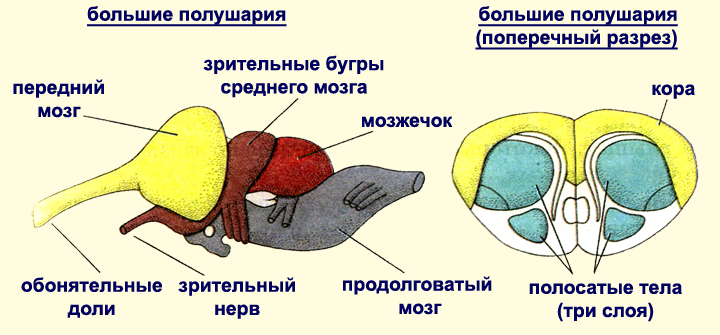 большие полушария
большие полушария
(поперечный разрез)
зрительные бугры
среднего мозга
передний
мозг
мозжечок
кора
обонятельные
доли
зрительный
нерв
продолговатый
мозг
полосатые тела
(три слоя)